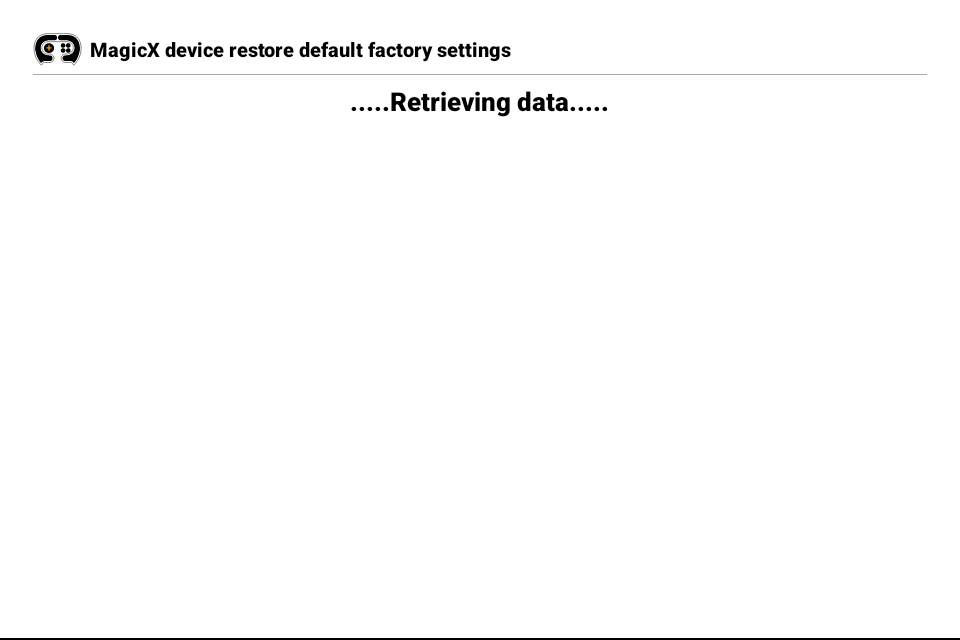 MagicX device restore default factory settings
.....Retrieving data.....